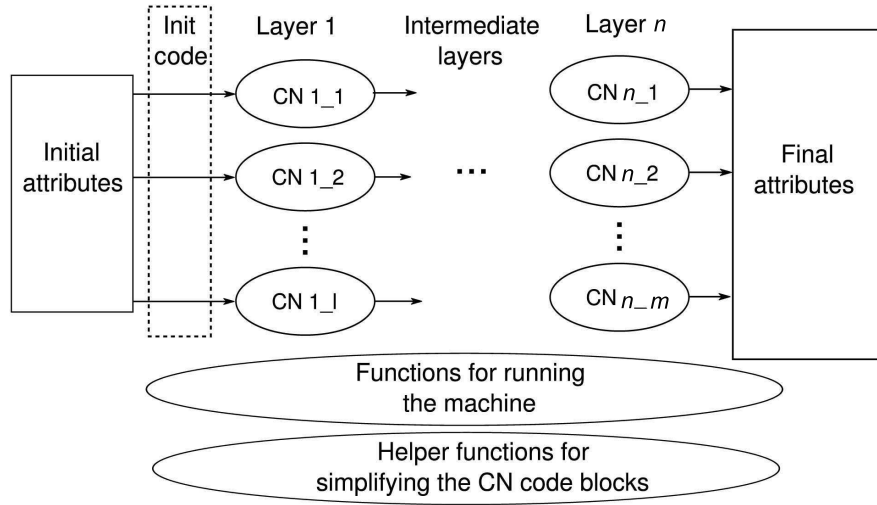 Init
code
Layer 1
Intermediate
layers
Layer n
Initial
attributes
CN 1_1
CN 1_2
CN 1_l
...
CN n_1
CN n_2
CN n_m
Final
attributes
Functions for running
the machine
Helper functions for
simplifying the CN code blocks